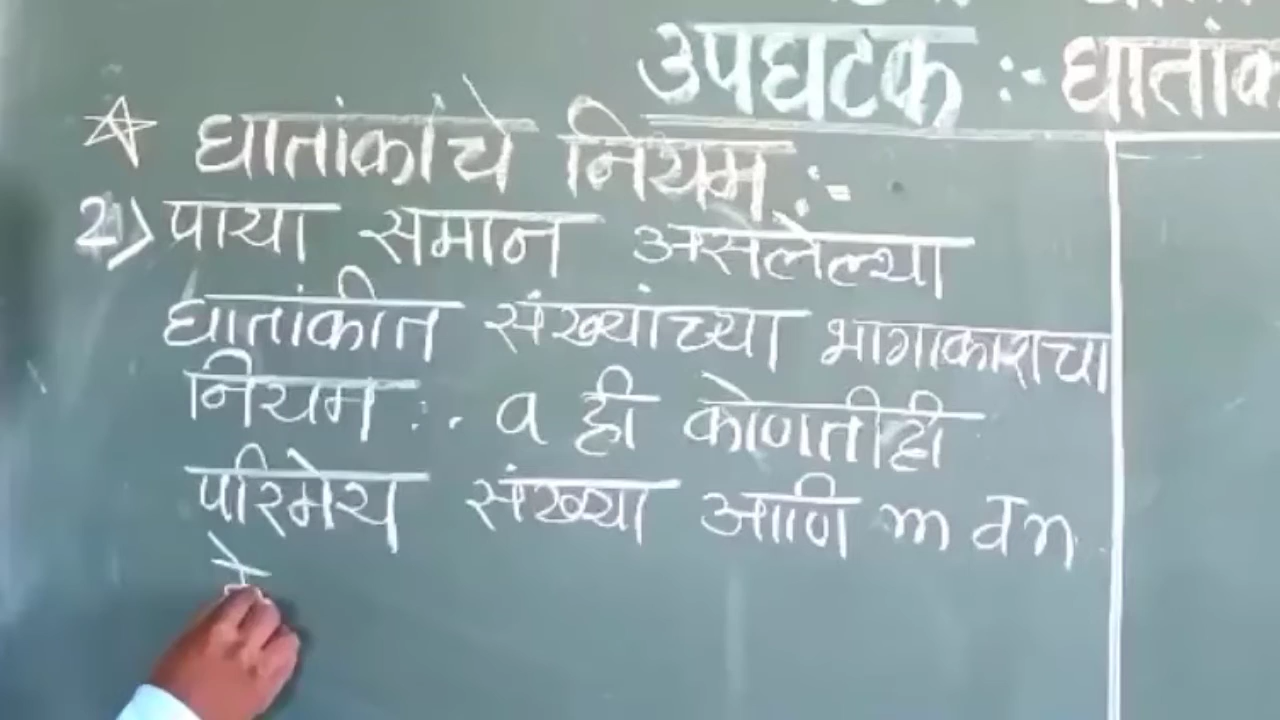 उपघटक :- घातांक
* घातांकांचे नियम :-
2) पाया समान असलेल्या
घातांकीत संख्यांच्या भागाकाराचा
नियम :- a ही कोणतीही
परिमेय संख्या आणि m व n